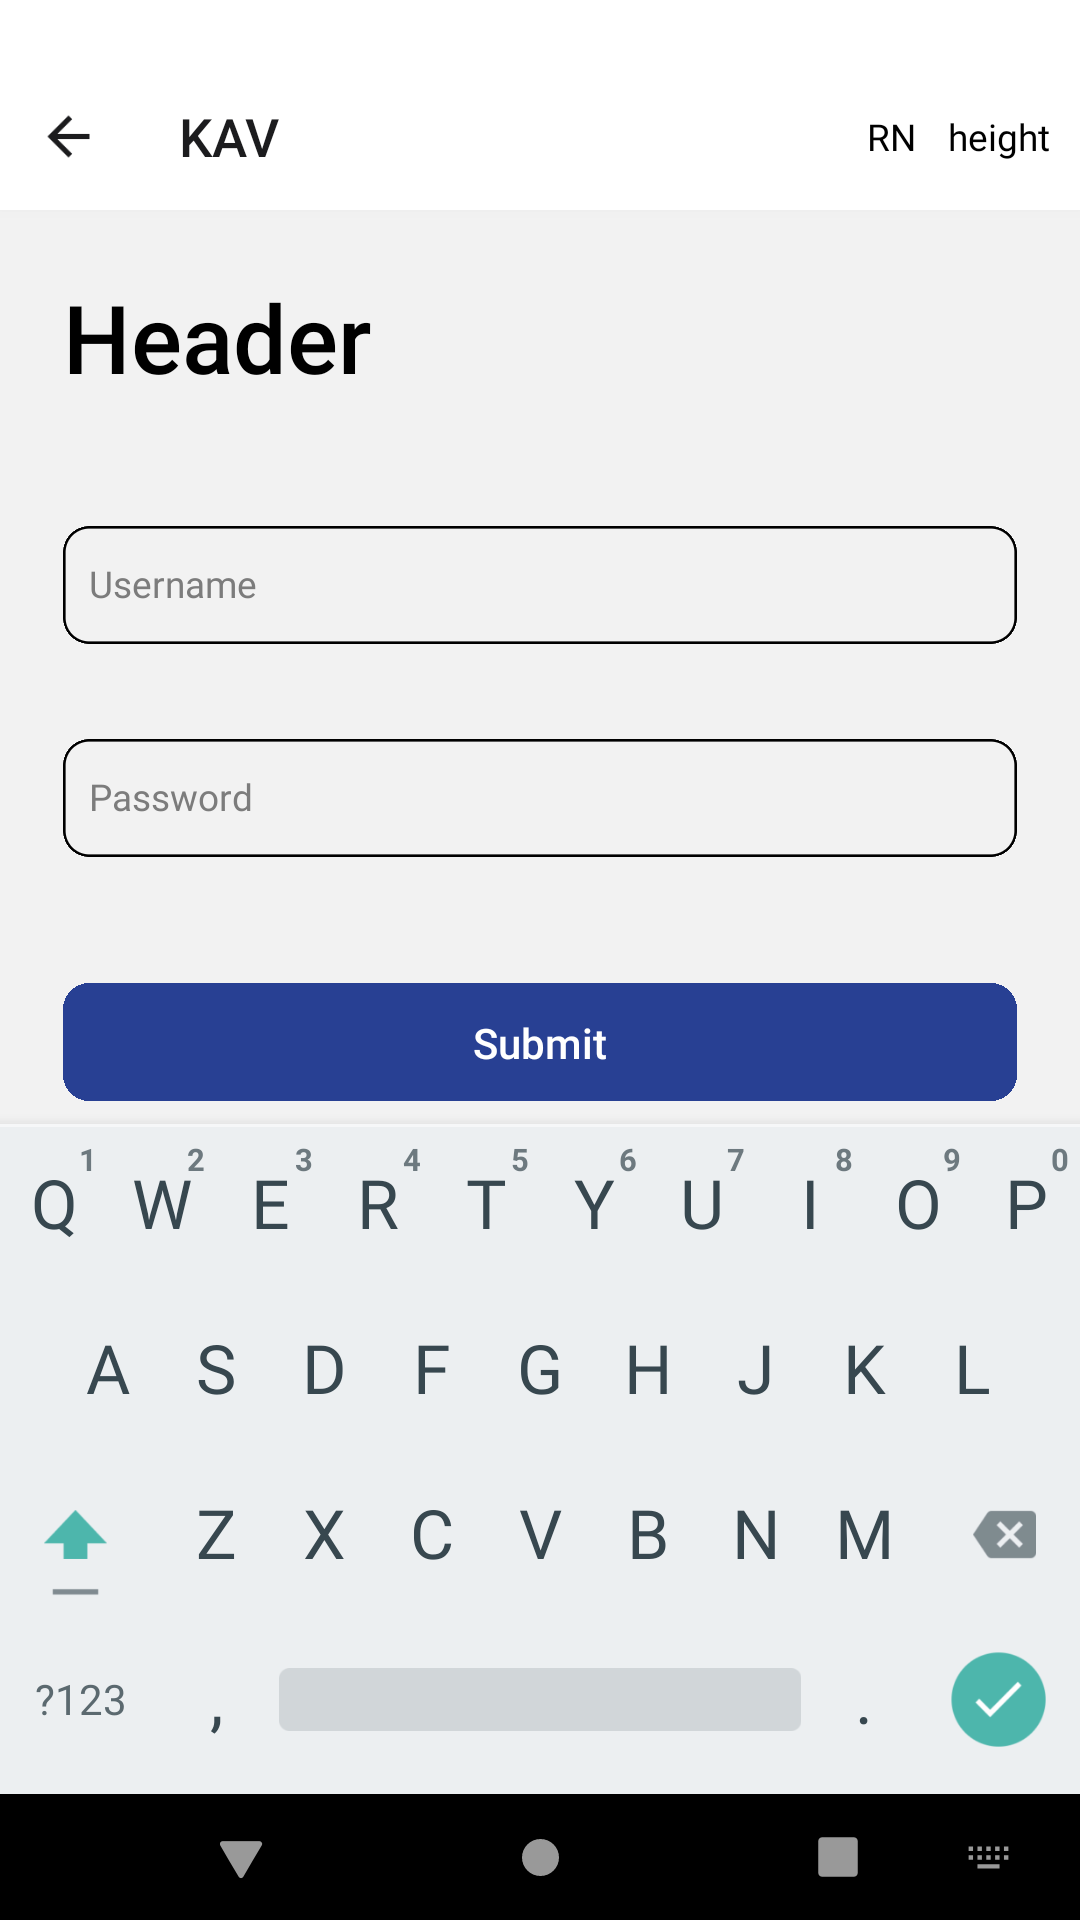 KAV RN height
Header
Username
Password
Submit
1 2 3 4 5 6 7 8 9 0
Q W E R T Y U I O P
A S D F G H J K L
Z X C V B N M
?123 , .